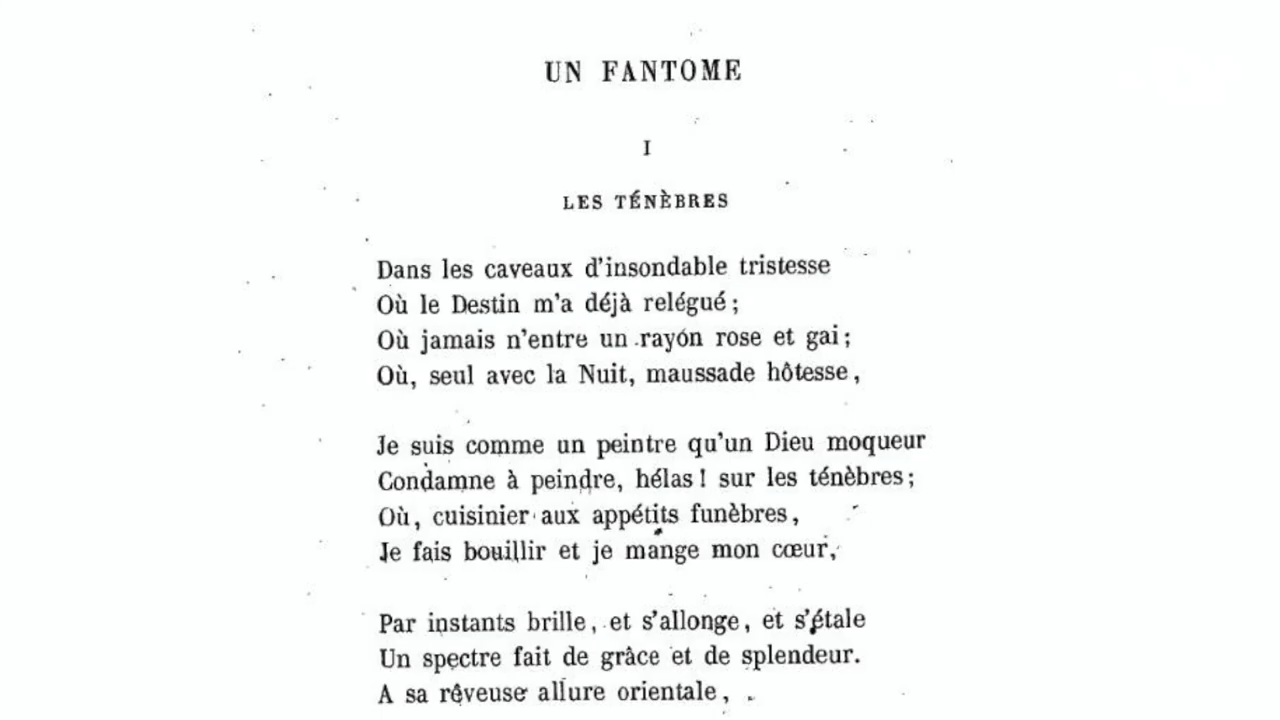 UN FANTOME
I
LES TÉNÈBRES
Dans les caveaux d'insondable tristesse
Où le Destin m'a déjà relégué ;
Où jamais n'entre un rayon rose et gai ;
Où, seul avec la Nuit, maussade hôtesse,
Je suis comme un peintre qu'un Dieu moqueur
Condamne à peindre, hélas ! sur les ténèbres ;
Où, cuisinier aux appétits funèbres,
Je fais bouillir et je mange mon cœur,
Par instants brille, et s'allonge, et s'étale
Un spectre fait de grâce et de splendeur.
A sa rêveuse allure orientale,